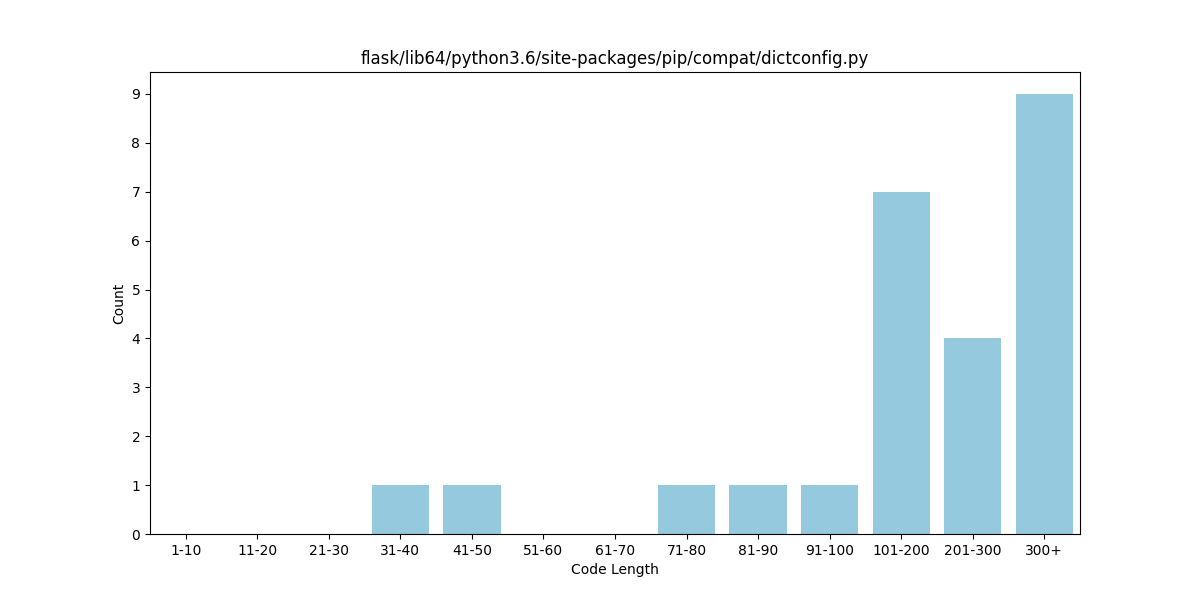 flask/lib64/python3.6/site-packages/pip/compat/dictconfig.py
9
8
7
6
5
4
3
2
1
0
Count
1-10 11-20 21-30 31-40 41-50 51-60 61-70 71-80 81-90 91-100 101-200 201-300 300+
Code Length